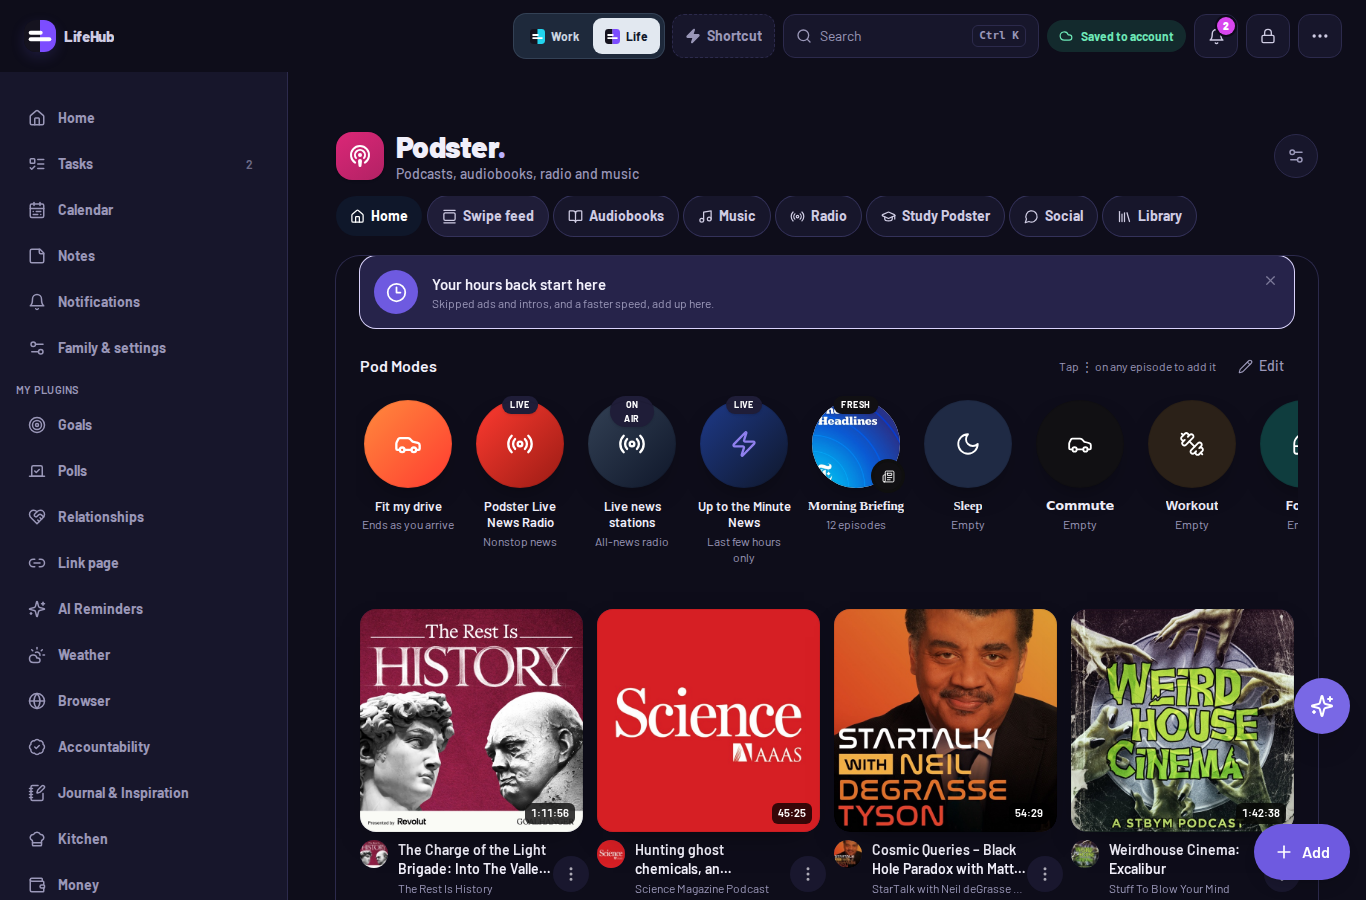 LifeHub
Work
Life
Shortcut
Search
Ctrl K
Saved to account
2
Home
Tasks
2
Calendar
Notes
Notifications
Family & settings
MY PLUGINS
Goals
Polls
Relationships
Link page
AI Reminders
Weather
Browser
Accountability
Journal & Inspiration
Kitchen
Money
Podster.
Podcasts, audiobooks, radio and music
Home
Swipe feed
Audiobooks
Music
Radio
Study Podster
Social
Library
Your hours back start here
Skipped ads and intros, and a faster speed, add up here.
Pod Modes
Tap ⋮ on any episode to add it
Edit
Fit my drive
Ends as you arrive
LIVE
Podster Live
News Radio
Nonstop news
ON
AIR
Live news
stations
All-news radio
LIVE
Up to the Minute
News
Last few hours
only
FRESH
Headlines
Morning Briefing
12 episodes
Sleep
Empty
Commute
Empty
Workout
Empty
The Rest Is
HISTORY
Presented by Revolut
1:11:56
The Charge of the Light
Brigade: Into The Valle...
The Rest Is History
Science
AAAS
45:25
Science
Hunting ghost
chemicals, an...
Science Magazine Podcast
STARTALK
WITH NEIL
DEGRASSE
TYSON
54:29
Cosmic Queries – Black
Hole Paradox with Matt...
StarTalk with Neil deGrasse ...
WEIRD
HOUSE
CINEMA
A STBYM PODCAST
1:42:38
Weirdhouse Cinema:
Excalibur
Stuff To Blow Your Mind
Add